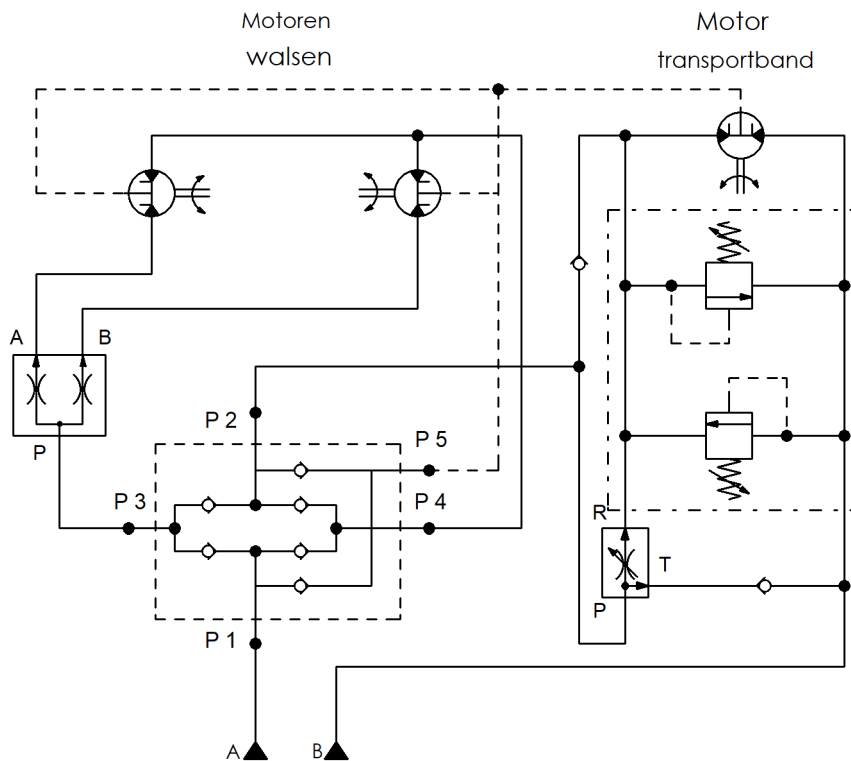 Motoren
walsen
Motor
transportband
A
B
P
P 2
P 5
P 3
P 4
R
T
P
P 1
A
B